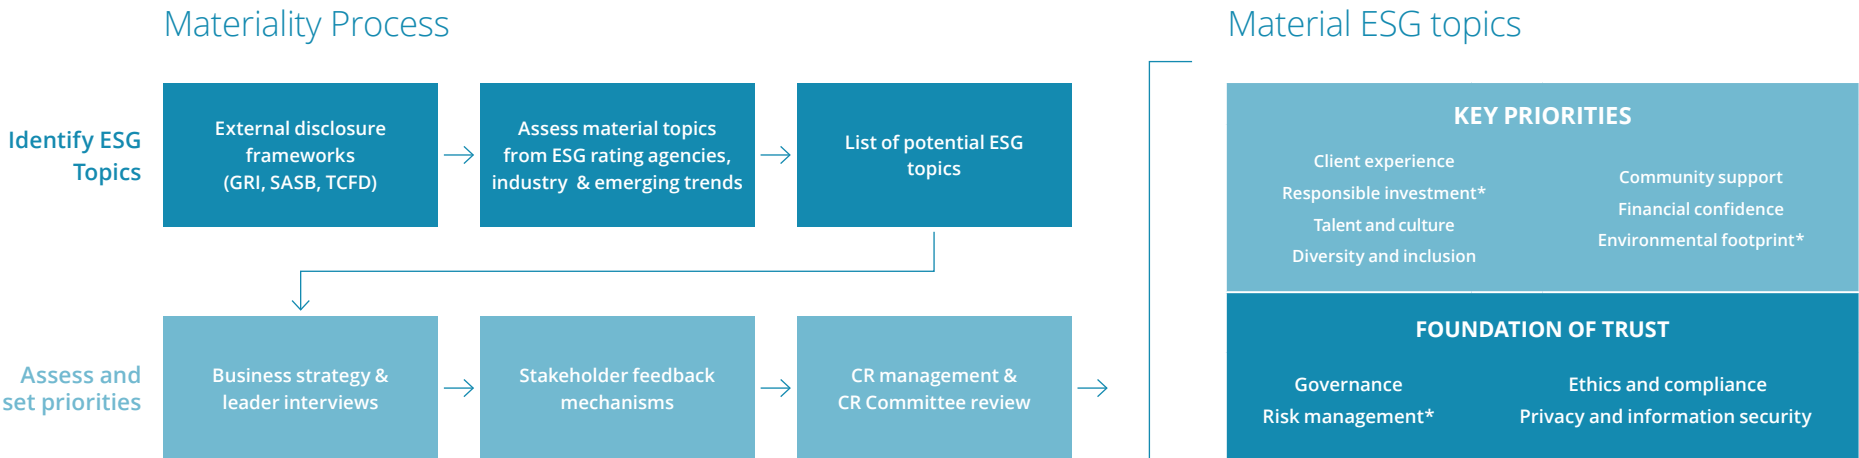 Materiality Process
Identify ESG
Topics
External disclosure
frameworks
(GRI, SASB, TCFD)
Assess material topics
from ESG rating agencies,
industry & emerging trends
List of potential ESG
topics
Assess and
set priorities
Business strategy &
leader interviews
Stakeholder feedback
mechanisms
CR management &
CR Committee review
Material ESG topics
KEY PRIORITIES
Client experience
Responsible investment*
Talent and culture
Diversity and inclusion
Community support
Financial confidence
Environmental footprint*
FOUNDATION OF TRUST
Governance
Risk management*
Ethics and compliance
Privacy and information security